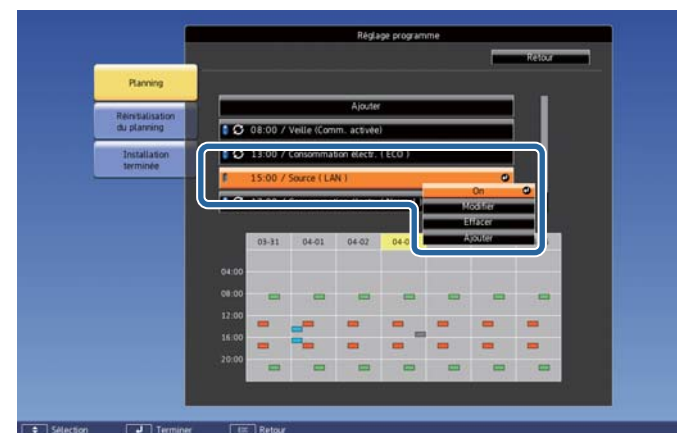 Réglage programme
Retour
Planning
Réinitialisation
du planning
Installation
terminée
Ajouter
08:00 / Veille (Comm. activée)
13:00 / Consommation électr. ( ECO )
15:00 / Source ( LAN )
On
Modifier
Effacer
Ajouter
03-31 04-01 04-02
04:00
08:00
12:00
16:00
20:00
Sélection Terminer Esc Retour